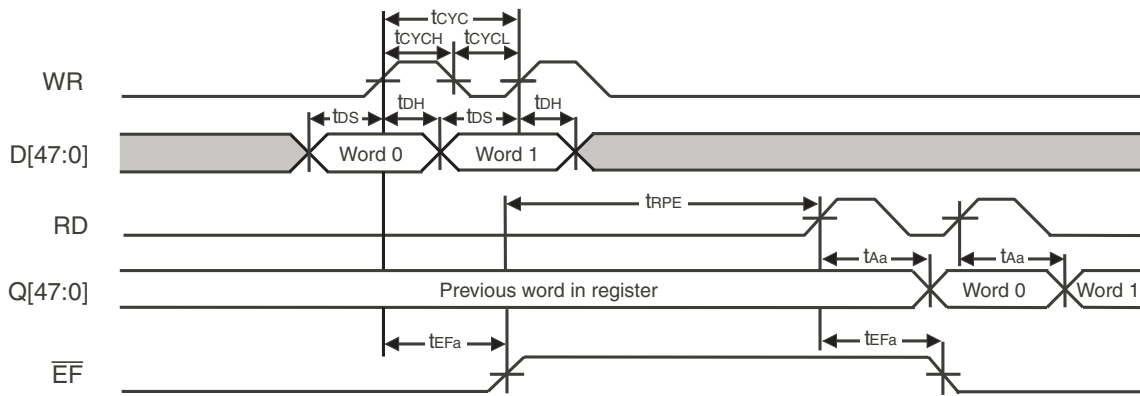 tCYC
tCYCH tCYCL
WR
tDS tDH tDS tDH
D[47:0] Word 0 Word 1
tRPE
RD
tAa tAa
Q[47:0] Previous word in register Word 0 Word 1
tEFa tEFa
EF